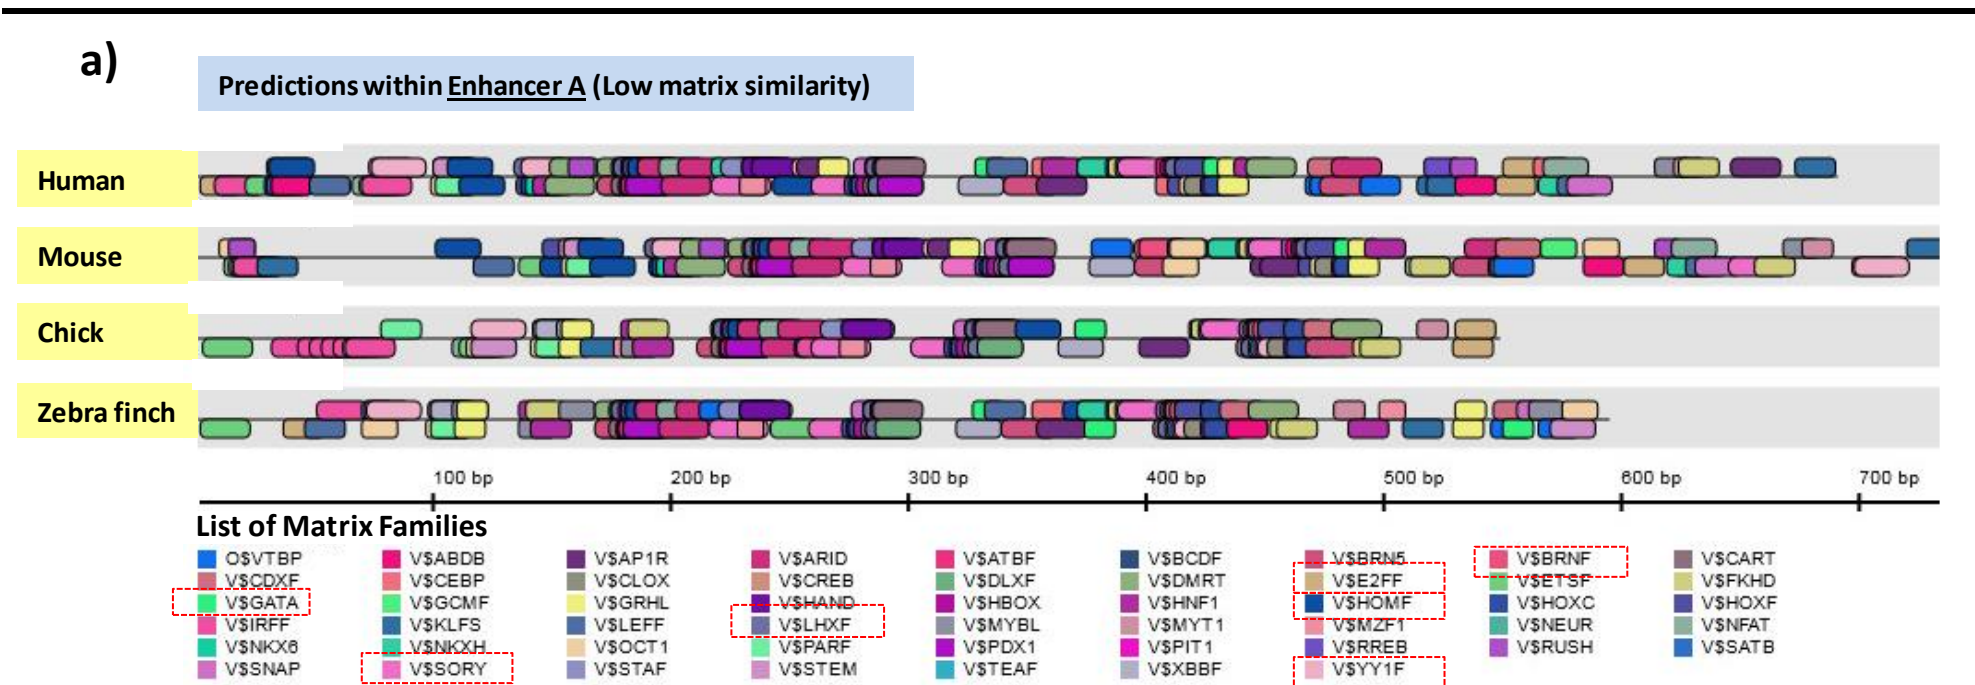 a)
Predictions within Enhancer A (Low matrix similarity)
Human
Mouse
Chick
Zebra finch
100 bp 200 bp 300 bp 400 bp 500 bp 600 bp 700 bp
List of Matrix Families
O$VTBP V$ABDB V$AP1R V$ARID V$ATBF V$BCDF V$BRN5 V$BRNF V$CART
V$CDXF V$CEBP V$CLOX V$CREB V$DLXF V$DMRT V$E2FF V$ETSF V$FKHD
V$GATA V$GCMF V$GRHL V$HAND V$HBOX V$HNF1 V$HOMF V$HOXC V$HOXF
V$IRFF V$KLFS V$LEFF V$LHXF V$MYBL V$MYT1 V$MZF1 V$NEUR V$NFAT
V$NKX6 V$NKXH V$OCT1 V$PARF V$PDX1 V$PIT1 V$RREB V$RUSH V$SATB
V$SNAP V$SORY V$STAF V$STEM V$TEAF V$XBBF V$YY1F